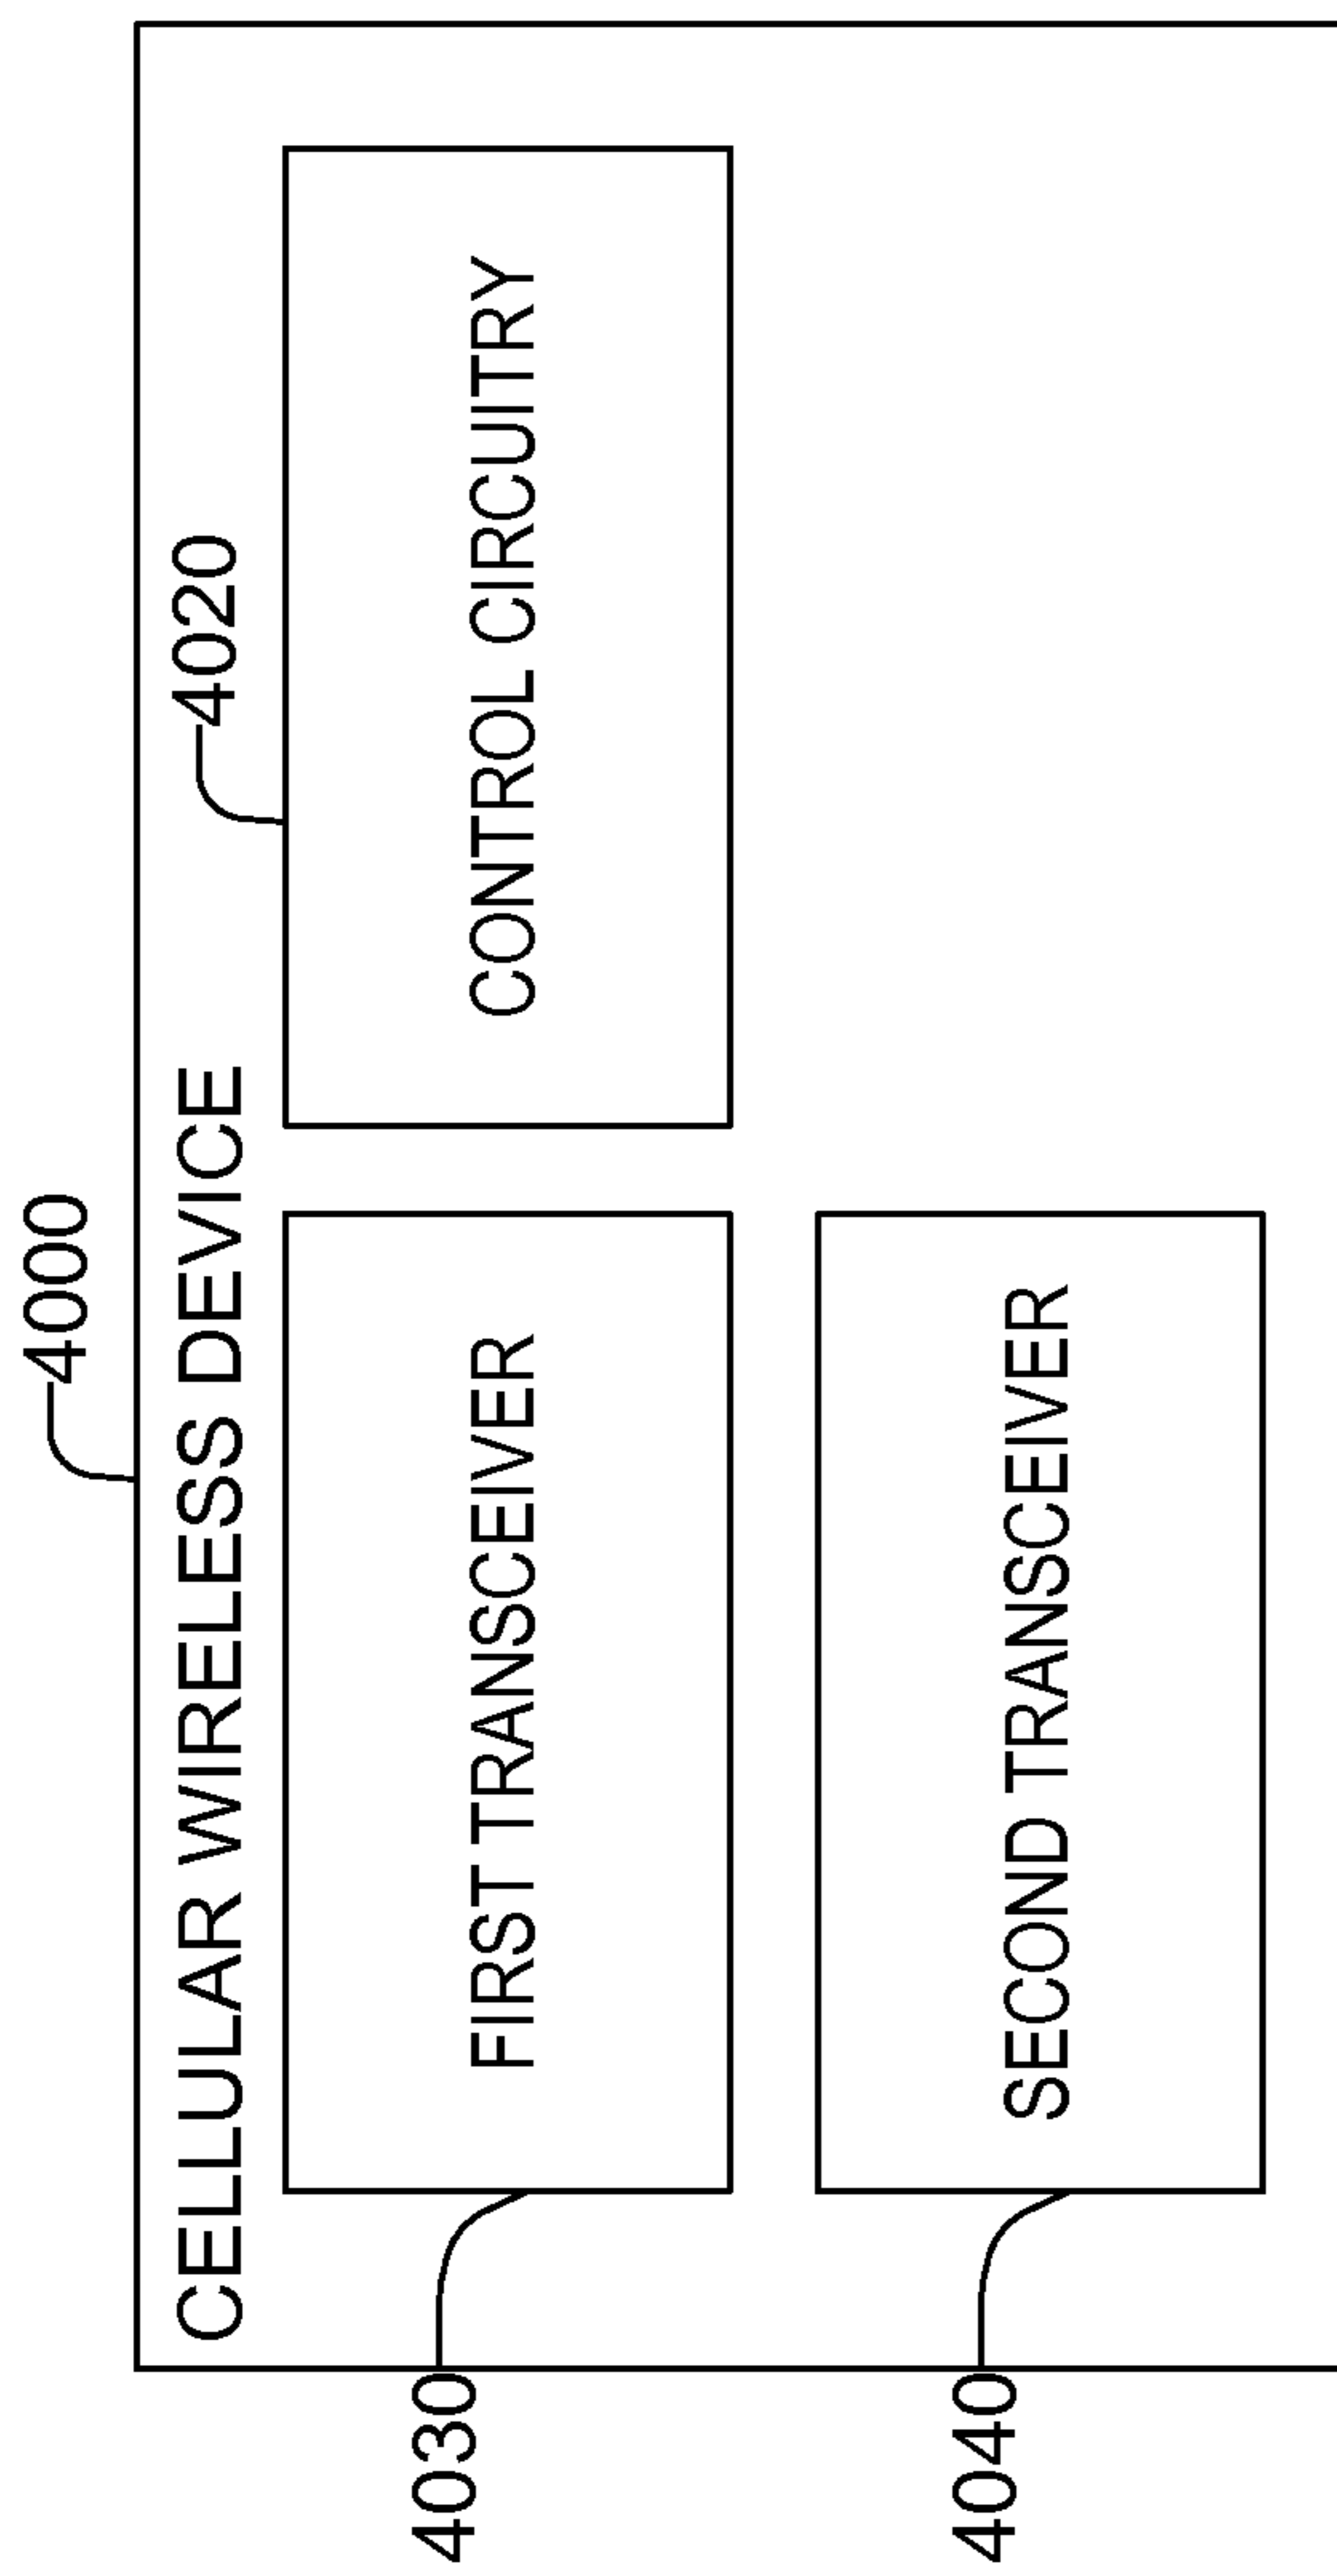 4000
CELLULAR WIRELESS DEVICE
4020
4030
FIRST TRANSCEIVER
CONTROL CIRCUITRY
4040
SECOND TRANSCEIVER